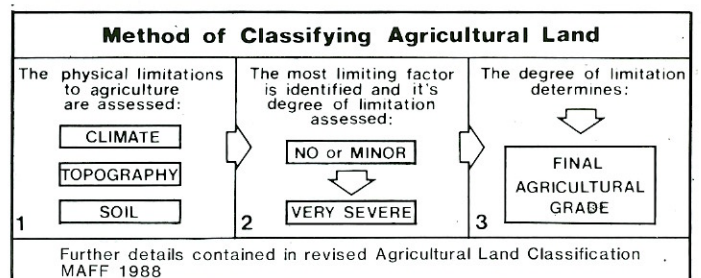 Method of Classifying Agricultural Land
The physical limitations
to agriculture
are assessed:
CLIMATE
TOPOGRAPHY
SOIL
1
The most limiting factor
is identified and it's
degree of limitation
assessed:
NO or MINOR
VERY SEVERE
2
The degree of limitation
determines:
FINAL
AGRICULTURAL
GRADE
3
Further details contained in revised Agricultural Land Classification
MAFF 1988